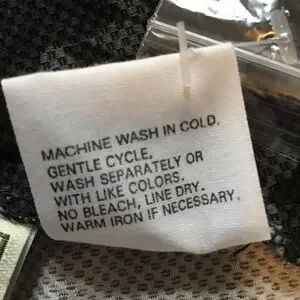 MACHINE WASH IN COLD.
GENTLE CYCLE.
WASH SEPARATELY OR
WITH LIKE COLORS.
NO BLEACH, LINE DRY.
WARM IRON IF NECESSARY.